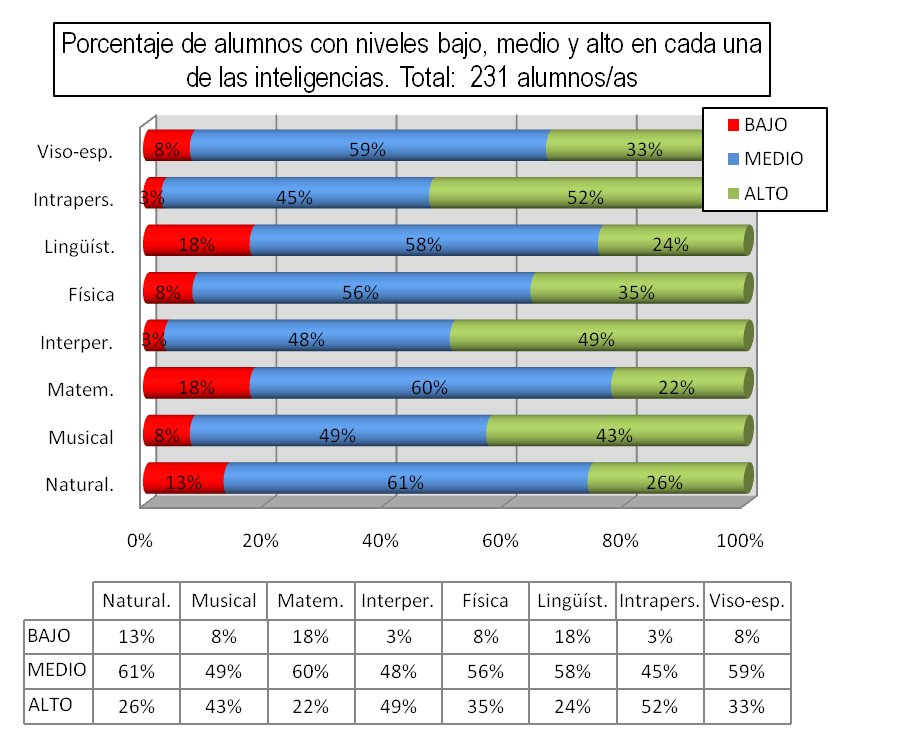 Porcentaje de alumnos con niveles bajo, medio y alto en cada una
de las inteligencias. Total: 231 alumnos/as
BAJO
MEDIO
ALTO
Viso-esp. 8% 59% 33%
Intrapers. 3% 45% 52%
Lingüíst. 18% 58% 24%
Física 8% 56% 35%
Interper. 3% 48% 49%
Matem. 18% 60% 22%
Musical 8% 49% 43%
Natural. 13% 61% 26%
0% 20% 40% 60% 80% 100%
Natural. Musical Matem. Interper. Física Lingüíst. Intrapers. Viso-esp.
BAJO 13% 8% 18% 3% 8% 18% 3% 8%
MEDIO 61% 49% 60% 48% 56% 58% 45% 59%
ALTO 26% 43% 22% 49% 35% 24% 52% 33%